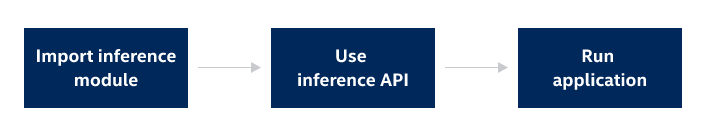 Import inference
module
Use
inference API
Run
application